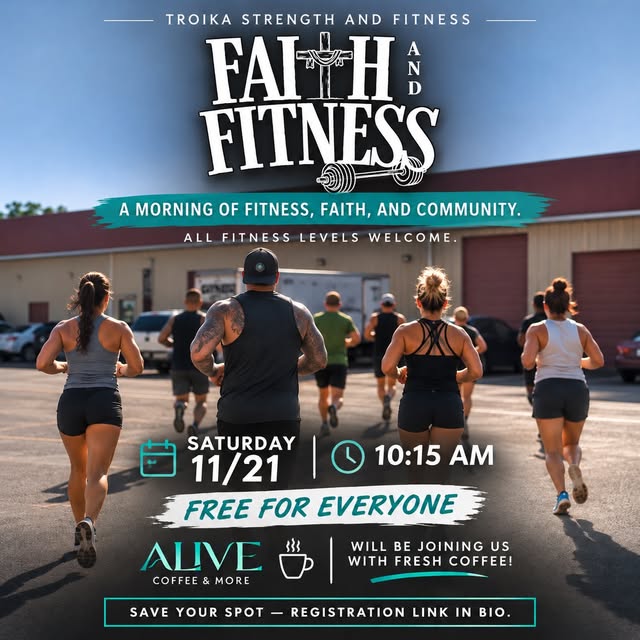 TROIKA STRENGTH AND FITNESS
FAITH AND
FITNESS
A MORNING OF FITNESS, FAITH, AND COMMUNITY.
ALL FITNESS LEVELS WELCOME.
SATURDAY
11/21
10:15 AM
FREE FOR EVERYONE
ALIVE
COFFEE & MORE
WILL BE JOINING US
WITH FRESH COFFEE!
SAVE YOUR SPOT — REGISTRATION LINK IN BIO.